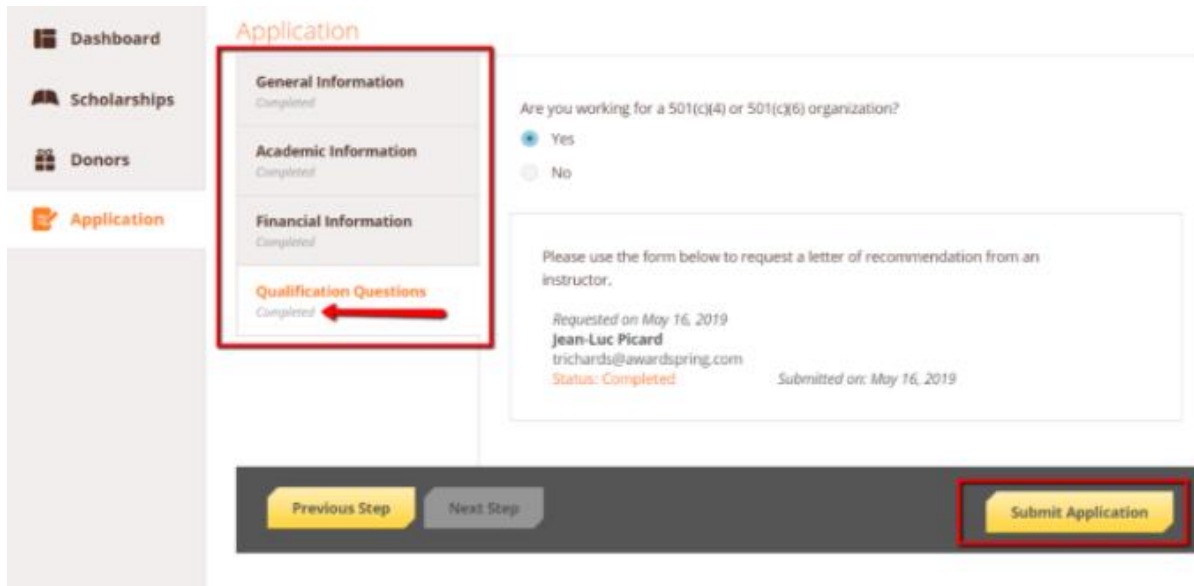 Dashboard
Scholarships
Donors
Application
Application
General Information
Completed
Academic Information
Completed
Financial Information
Completed
Qualification Questions
Completed
Are you working for a 501(c)(4) or 501(c)(6) organization?
Yes
No
Please use the form below to request a letter of recommendation from an
instructor.
Requested on May 16, 2019
Jean-Luc Picard
trichards@awardspring.com
Status: Completed Submitted on: May 16, 2019
Previous Step Next Step Submit Application